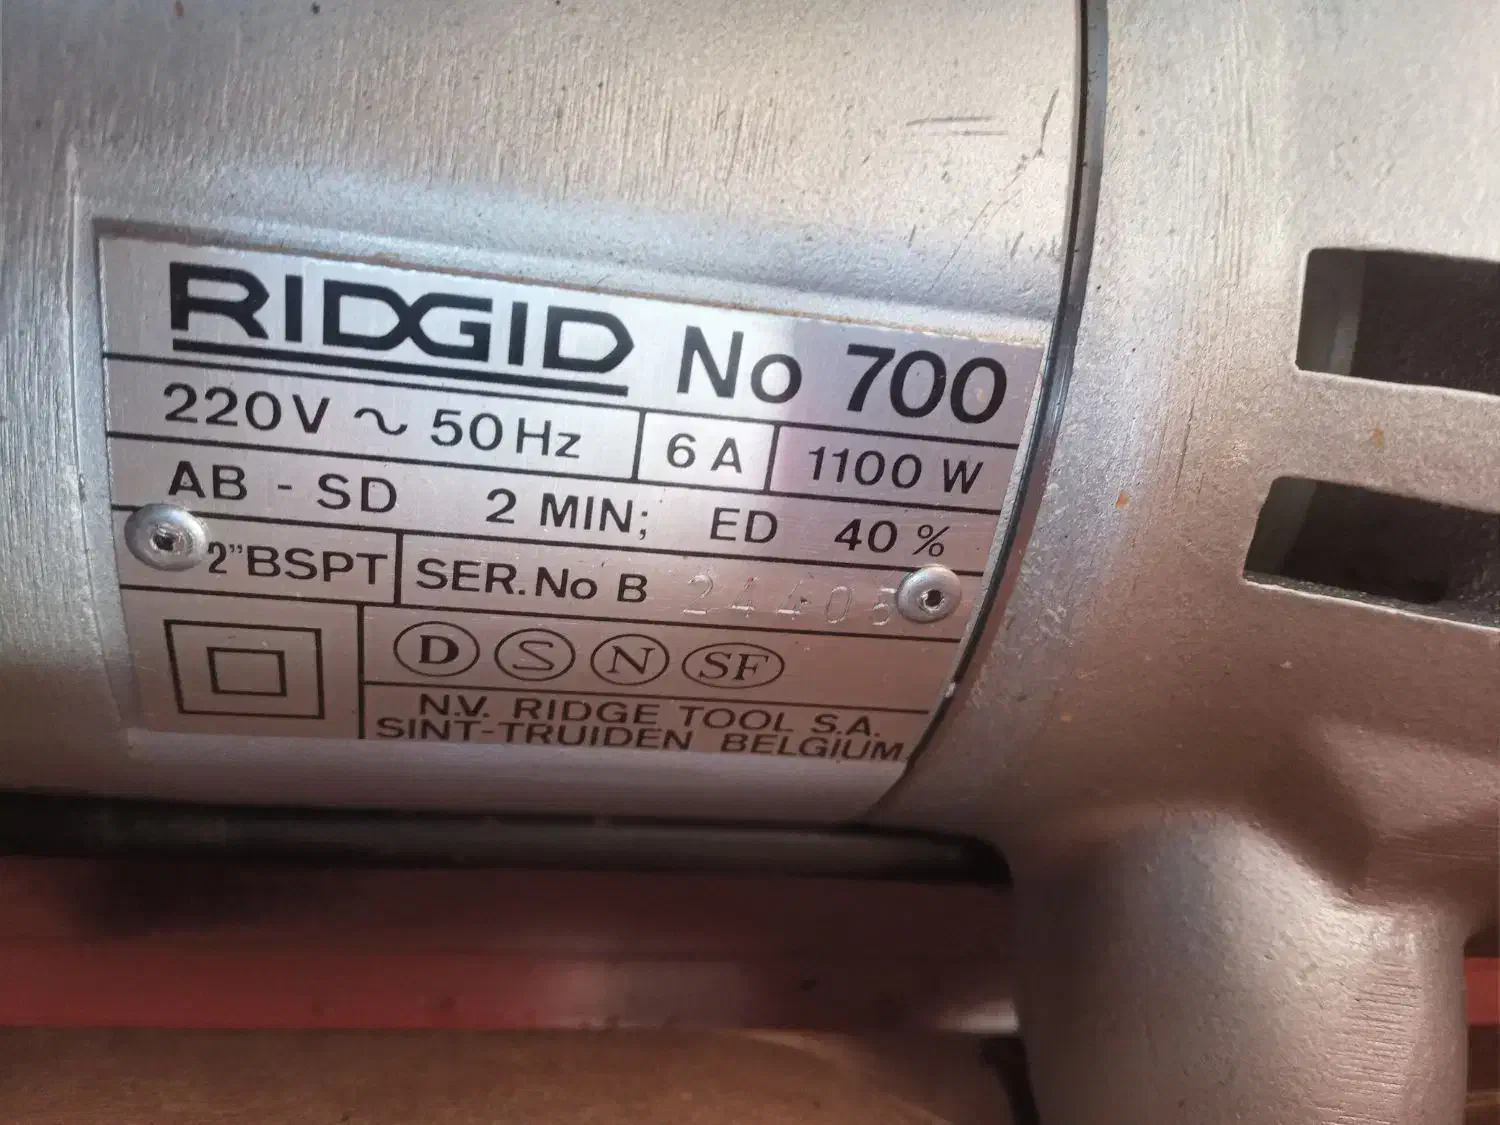 RIDGID No 700
220V ~ 50Hz 6 A 1100 W
AB - SD 2 MIN; ED 40 %
2"BSPT SER. No B
D S N SF
N.V. RIDGE TOOL S.A.
SINT-TRUIDEN BELGIUM